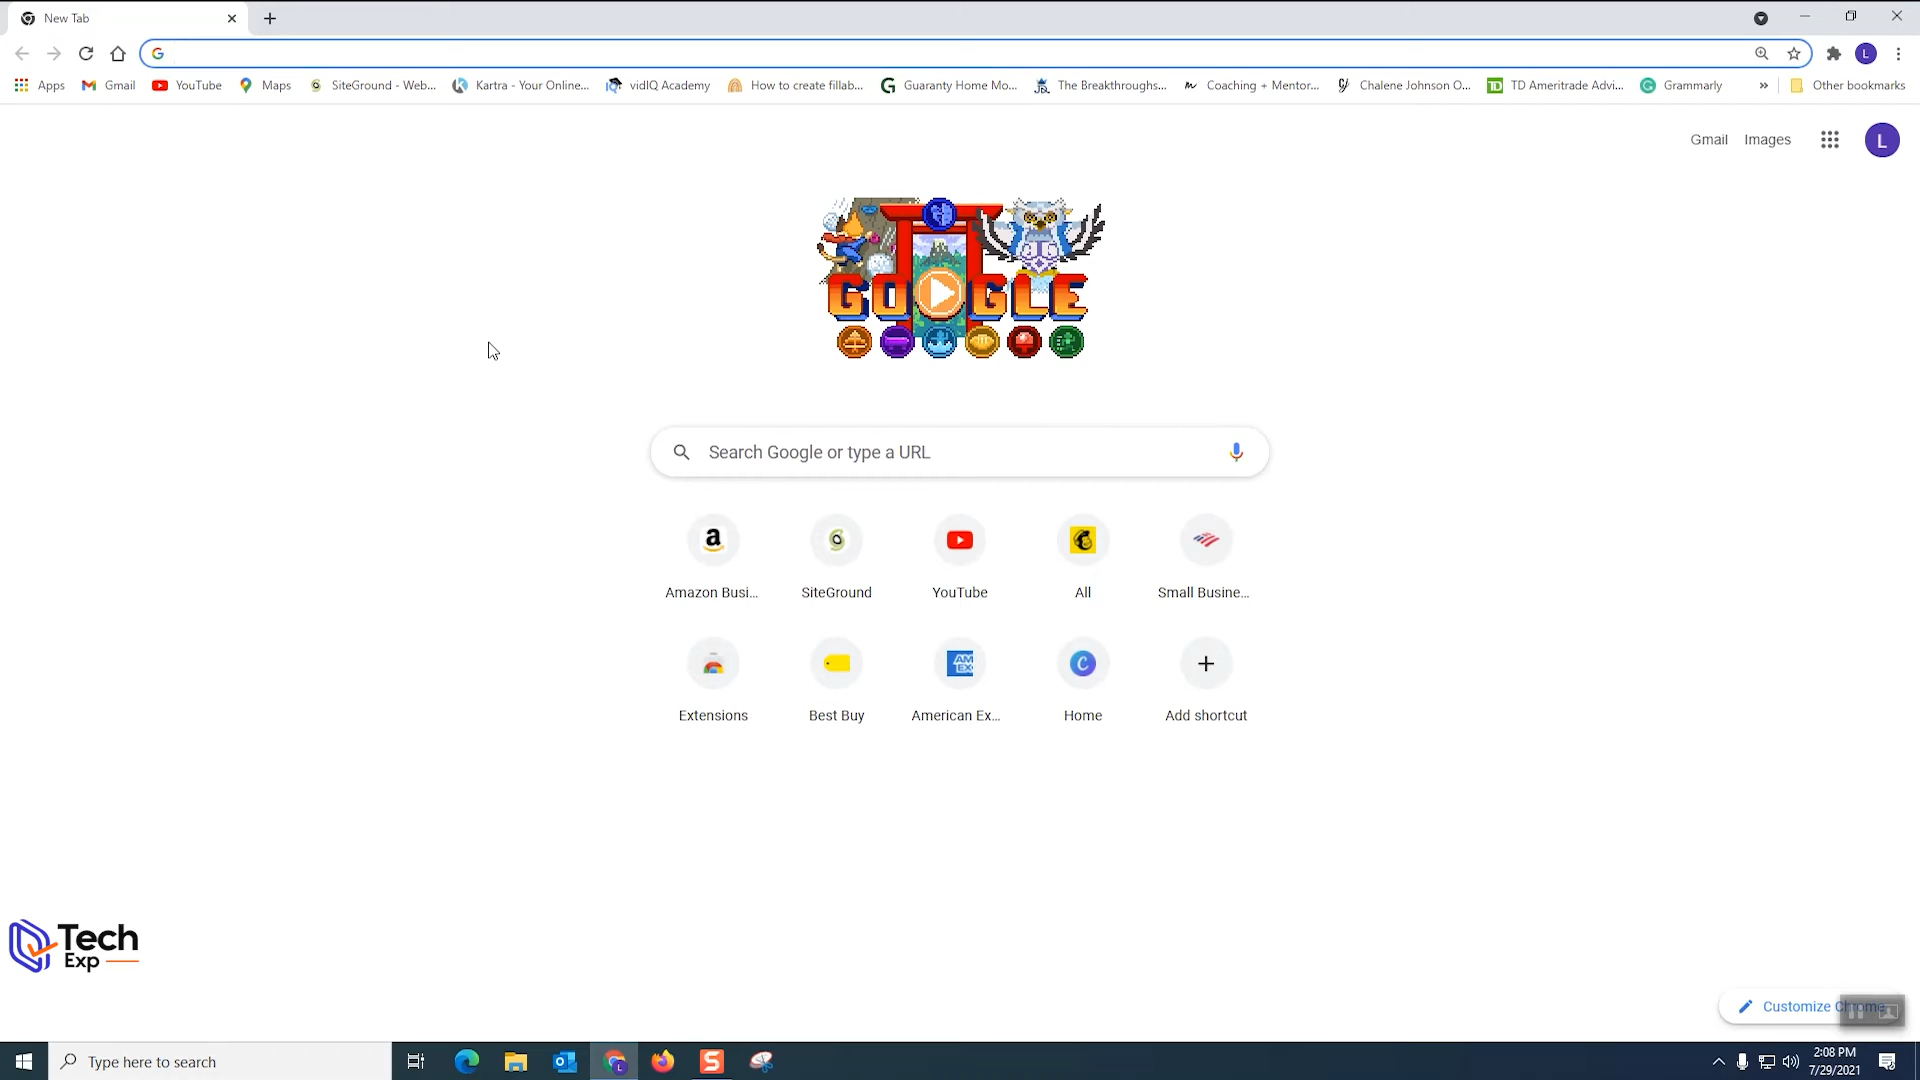 New Tab
Apps Gmail YouTube Maps SiteGround - Web... Kartra - Your Online... vidIQ Academy How to create fillab... Guaranty Home Mo... The Breakthroughs... Coaching + Mentor... Chalene Johnson O... TD Ameritrade Advi... Grammarly » Other bookmarks
L
Gmail Images L
GOOGLE
Search Google or type a URL
Amazon Busi... SiteGround YouTube All Small Busine...
AM
EX
Extensions Best Buy American Ex... Home Add shortcut
Tech
Exp
Customize Chrome
Type here to search
2:08 PM
7/29/2021